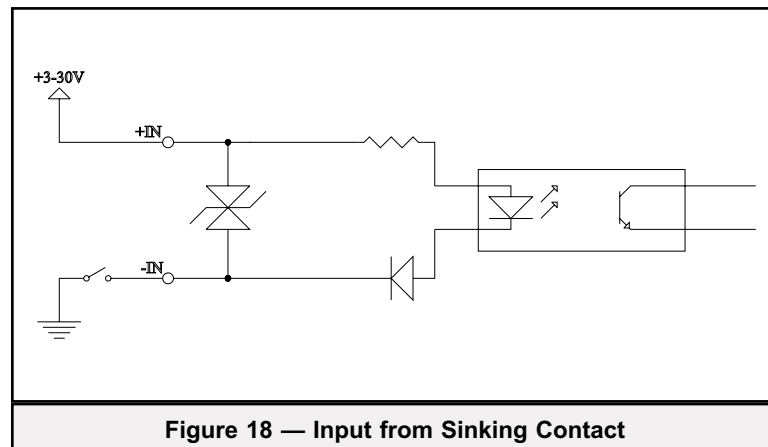 +3-30V
+IN
-IN
Figure 18 — Input from Sinking Contact